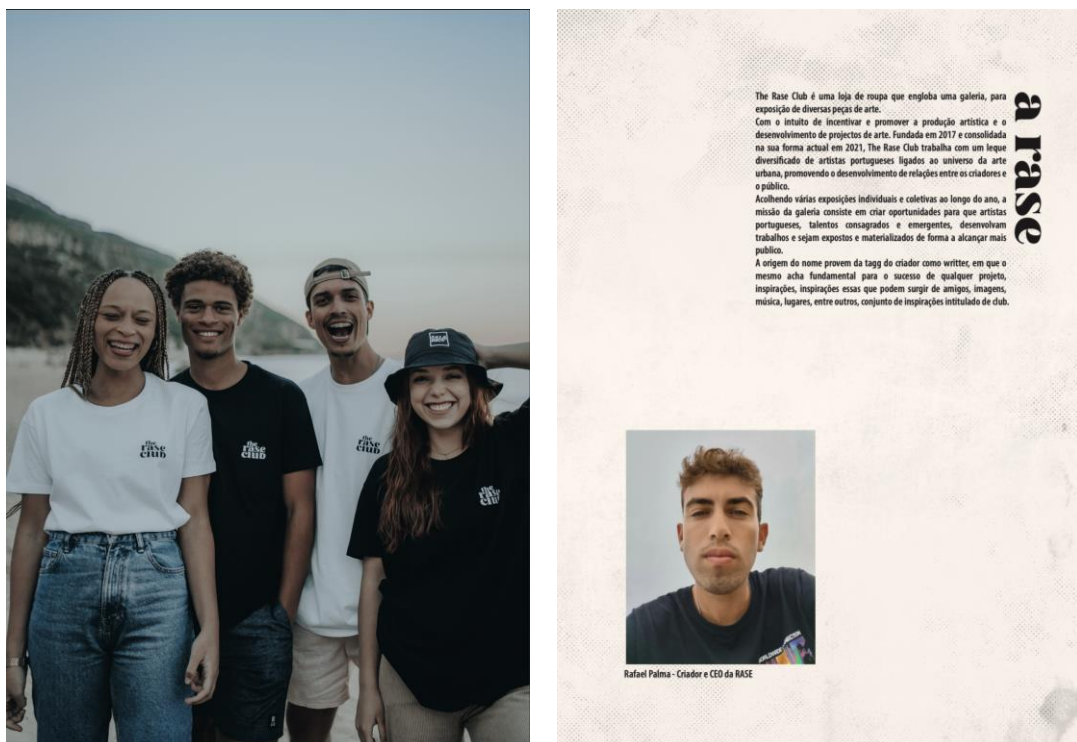 the
rase
club
the
rase
club
the
rase
club
the
rase
club
The Rase Club é uma loja de roupa que engloba uma galeria, para
exposição de diversas peças de arte.
Com o intuito de incentivar e promover a produção artística e o
desenvolvimento de projectos de arte. Fundada em 2017 e consolidada
na sua forma actual em 2021, The Rase Club trabalha com um leque
diversificado de artistas portugueses ligados ao universo da arte
urbana, promovendo o desenvolvimento de relações entre os criadores e
o público.
Acolhendo várias exposições individuais e coletivas ao longo do ano, a
missão da galeria consiste em criar oportunidades para que artistas
portugueses, talentos consagrados e emergentes, desenvolvam
trabalhos e sejam expostos e materializados de forma a alcançar mais
publico.
A origem do nome provem da tagg do criador como writter, em que o
mesmo acha fundamental para o sucesso de qualquer projeto,
inspirações, inspirações essas que podem surgir de amigos, imagens,
música, lugares, entre outros, conjunto de inspirações intitulado de club.
a rase
Rafael Palma - Criador e CEO da RASE